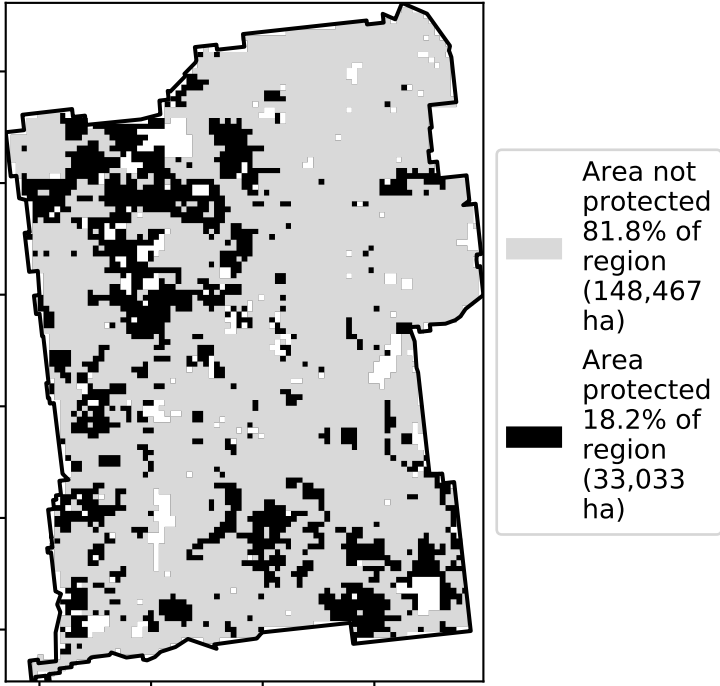 Area not
protected
81.8% of
region
(148,467
ha)
Area
protected
18.2% of
region
(33,033
ha)